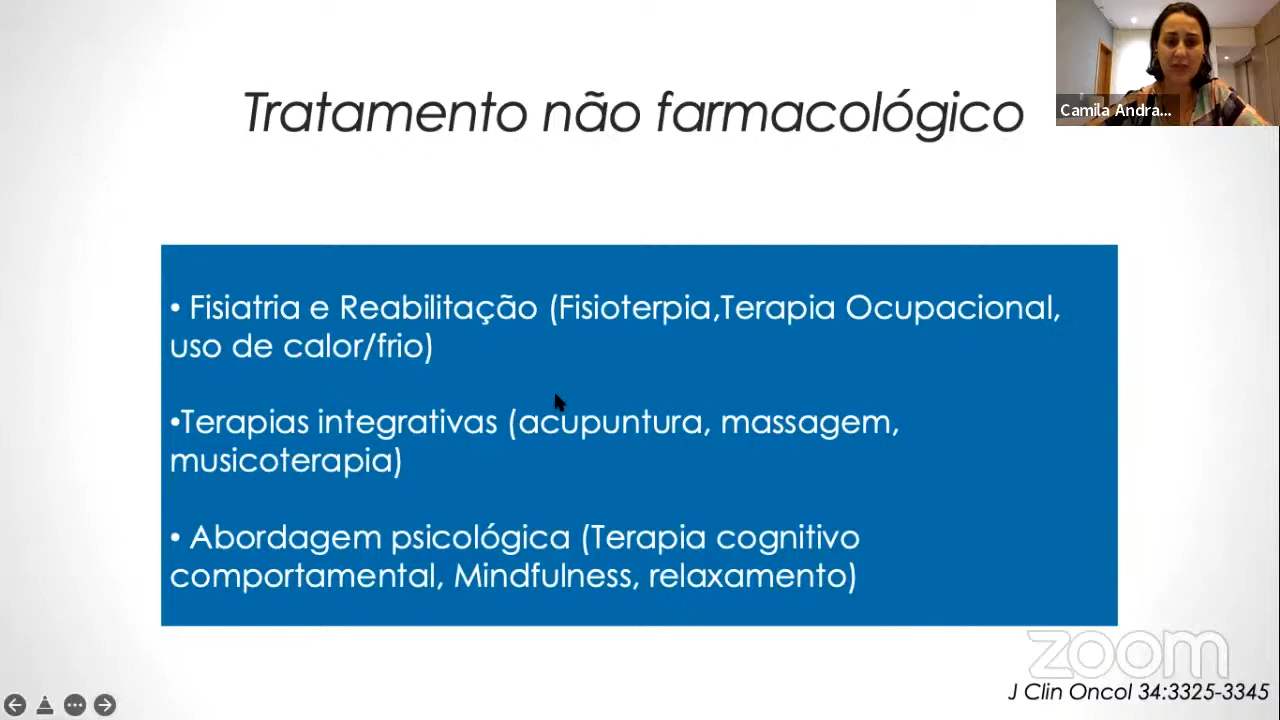 Tratamento não farmacológico
Camila Andra...
• Fisiatria e Reabilitação (Fisioterpia,Terapia Ocupacional,
uso de calor/frio)
•Terapias integrativas (acupuntura, massagem,
musicoterapia)
• Abordagem psicológica (Terapia cognitivo
comportamental, Mindfulness, relaxamento)
zoom
J Clin Oncol 34:3325-3345